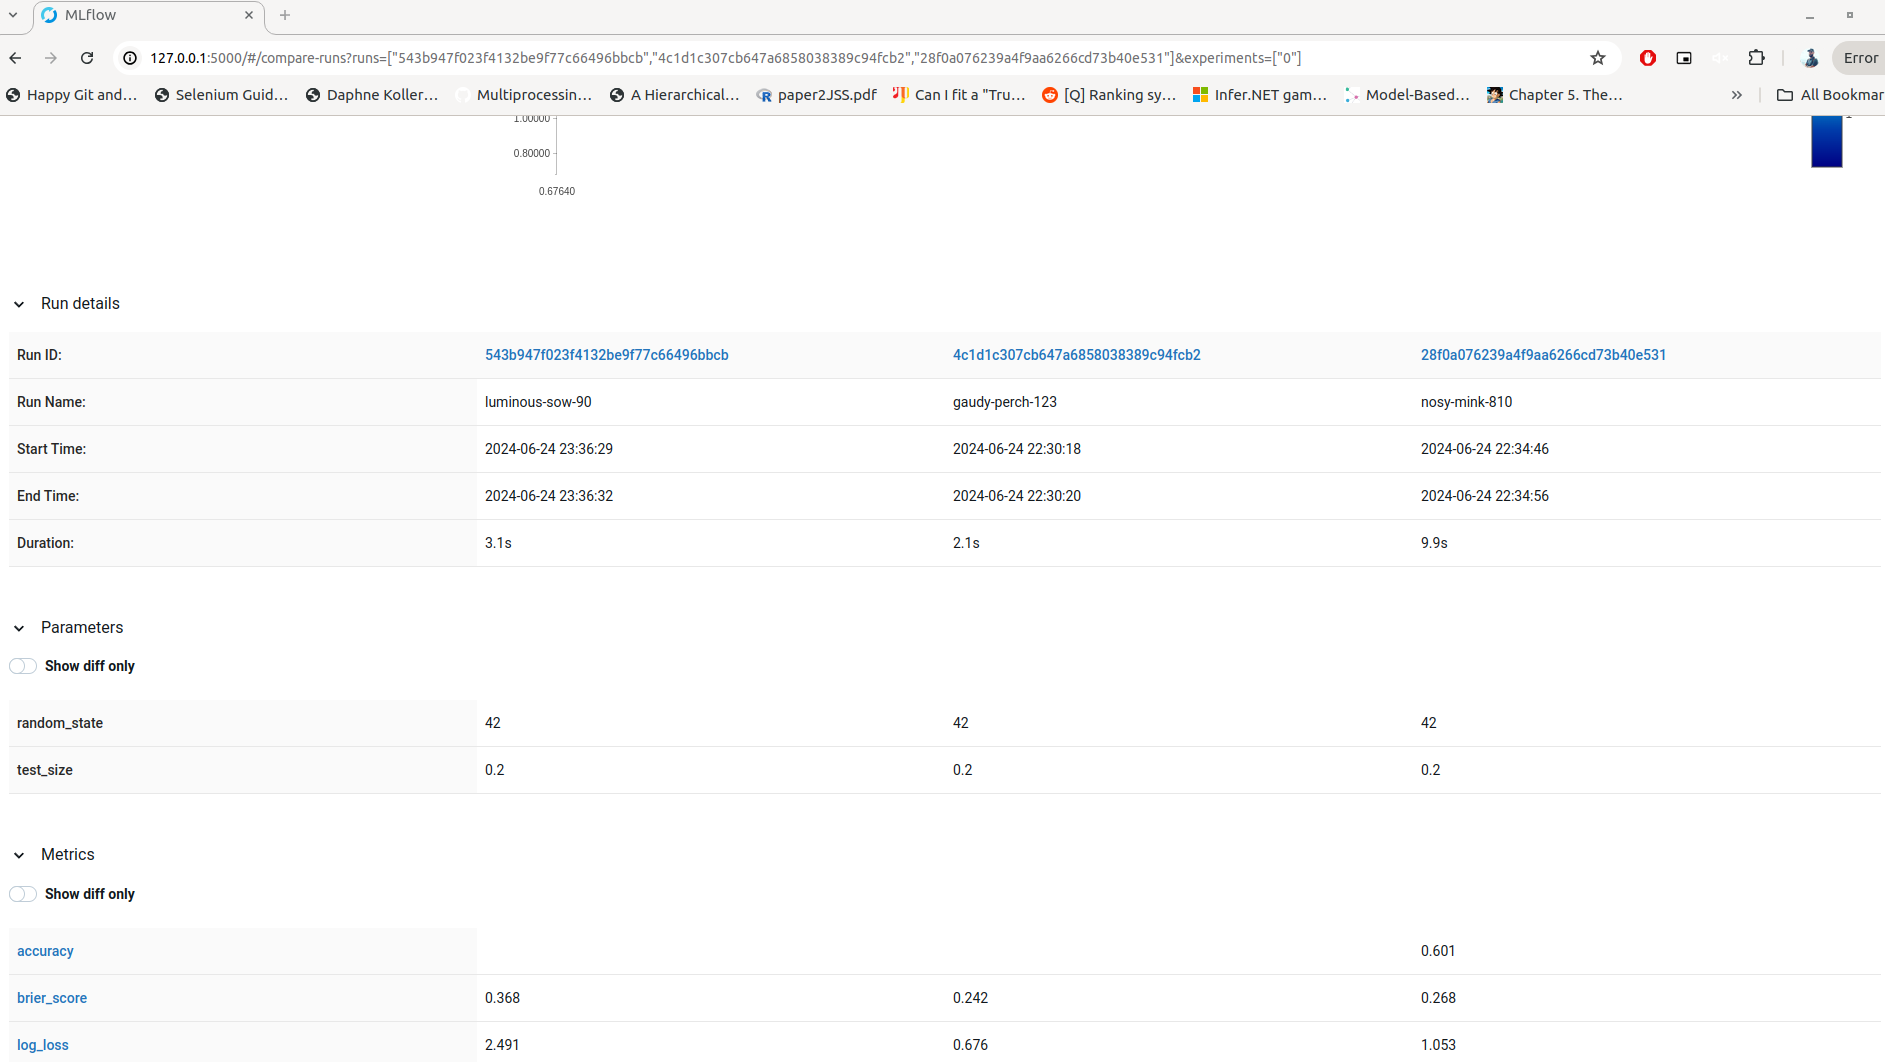 MLflow
127.0.0.1:5000/#/compare-runs?runs=["543b947f023f4132be9f77c66496bbcb","4c1d1c307cb647a6858038389c94fcb2","28f0a076239a4f9aa6266cd73b40e531"]&experiments=["0"]
Error
Happy Git and… Selenium Guid… Daphne Koller… Multiprocessin… A Hierarchical… paper2JSS.pdf Can I fit a "Tru… [Q] Ranking sy… Infer.NET gam… Model-Based… Chapter 5. The… » All Bookmar
1.00000
0.80000
0.67640
Run details
Run ID: 543b947f023f4132be9f77c66496bbcb 4c1d1c307cb647a6858038389c94fcb2 28f0a076239a4f9aa6266cd73b40e531
Run Name: luminous-sow-90 gaudy-perch-123 nosy-mink-810
Start Time: 2024-06-24 23:36:29 2024-06-24 22:30:18 2024-06-24 22:34:46
End Time: 2024-06-24 23:36:32 2024-06-24 22:30:20 2024-06-24 22:34:56
Duration: 3.1s 2.1s 9.9s
Parameters
Show diff only
random_state 42 42 42
test_size 0.2 0.2 0.2
Metrics
Show diff only
accuracy 0.601
brier_score 0.368 0.242 0.268
log_loss 2.491 0.676 1.053